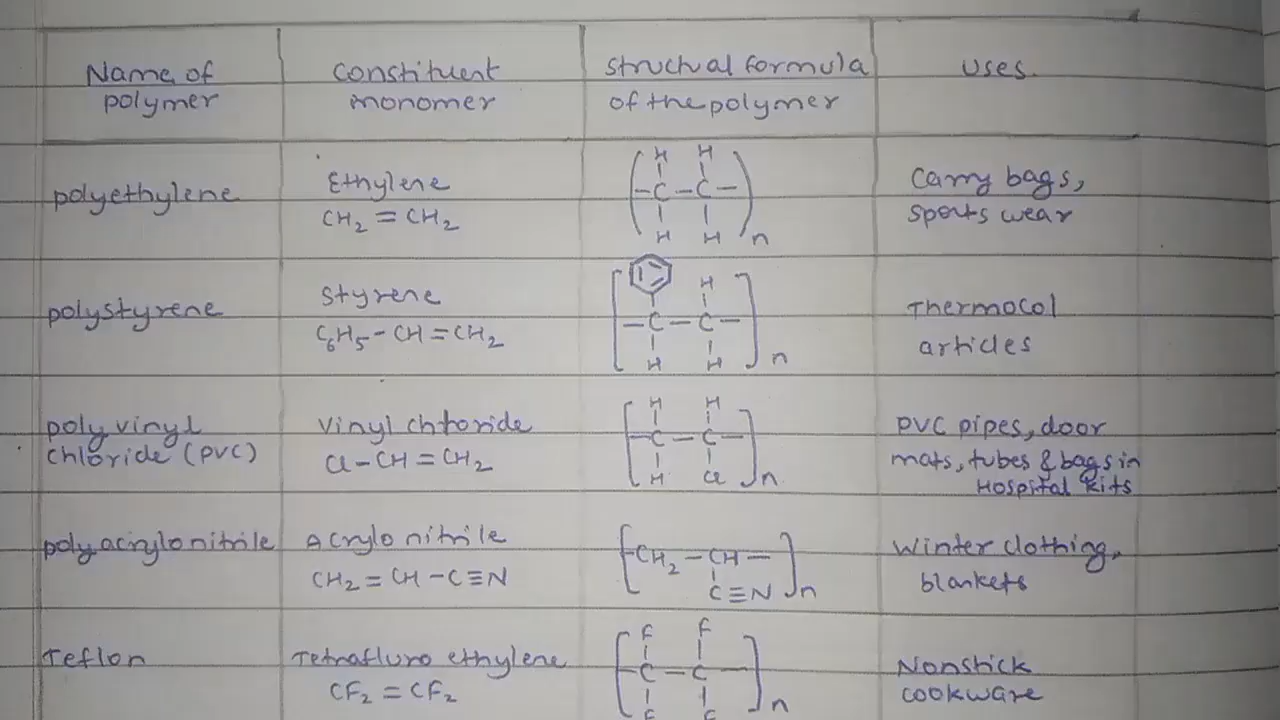 Name of polymer
Constituent monomer
Structual formula of the polymer
Uses
polyethylene
Ethylene
CH₂ = CH₂
H H
–C–C–
H H n
Carry bags,
sports wear
polystyrene
Styrene
C₆H₅–CH=CH₂
H
–C–C–
H H n
Thermocol
articles
poly vinyl
chloride (PVC)
Vinyl chloride
Cl–CH=CH₂
H H
–C–C–
H Cl n
PVC pipes, door
mats, tubes & bags in
Hospital kits
polyacrylonitrile
Acrylo nitrile
CH₂=CH–C≡N
–CH₂–CH–
C≡N n
Winter clothing,
blankets
Teflon
Tetrafluro ethylene
CF₂ = CF₂
F F
–C–C–
F F n
Nonstick
cookware